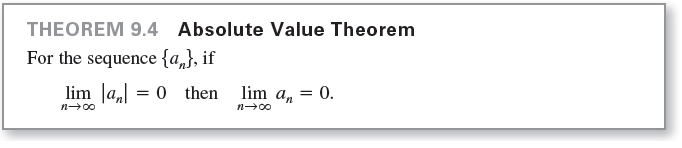 THEOREM 9.4 Absolute Value Theorem
For the sequence {aₙ}, if
lim |aₙ| = 0 then lim aₙ = 0.
n→∞ n→∞